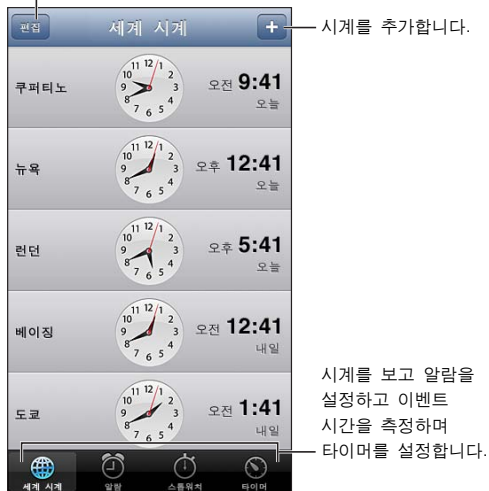 편집
세계 시계
+
시계를 추가합니다.
쿠퍼티노
오전 9:41
오늘
뉴욕
오후 12:41
오늘
런던
오후 5:41
오늘
베이징
오전 12:41
내일
도쿄
오전 1:41
내일
시계를 보고 알람을
설정하고 이벤트
시간을 측정하며
타이머를 설정합니다.
세계 시계
알람
스톱워치
타이머